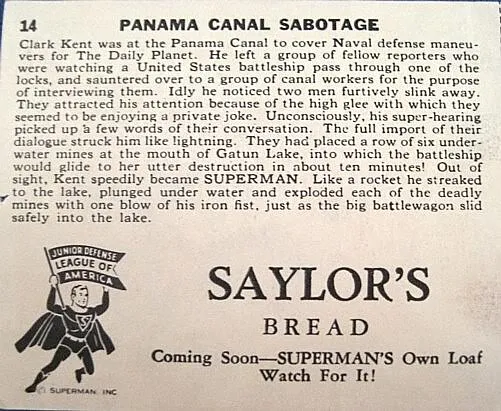 14 PANAMA CANAL SABOTAGE
Clark Kent was at the Panama Canal to cover Naval defense maneu-
vers for The Daily Planet. He left a group of fellow reporters who
were watching a United States battleship pass through one of the
locks, and sauntered over to a group of canal workers for the purpose
of interviewing them. Idly he noticed two men furtively slink away.
They attracted his attention because of the high glee with which they
seemed to be enjoying a private joke. Unconsciously, his super-hearing
picked up a few words of their conversation. The full import of their
dialogue struck him like lightning. They had placed a row of six under-
water mines at the mouth of Gatun Lake, into which the battleship
would glide to her utter destruction in about ten minutes! Out of
sight, Kent speedily became SUPERMAN. Like a rocket he streaked
to the lake, plunged under water and exploded each of the deadly
mines with one blow of his iron fist, just as the big battlewagon slid
safely into the lake.
JUNIOR DEFENSE
LEAGUE OF
AMERICA
© SUPERMAN, INC
SAYLOR'S
BREAD
Coming Soon—SUPERMAN'S Own Loaf
Watch For It!